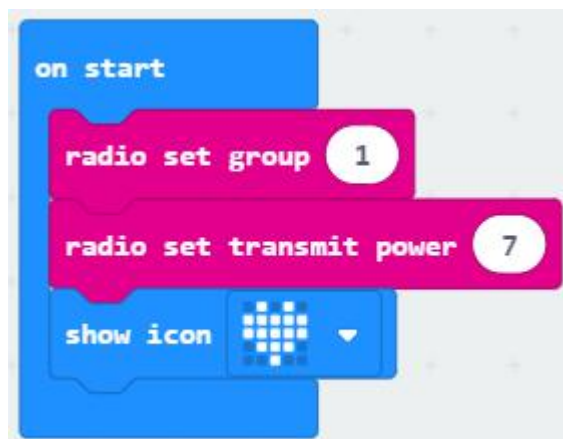 on start
radio set group 1
radio set transmit power 7
show icon